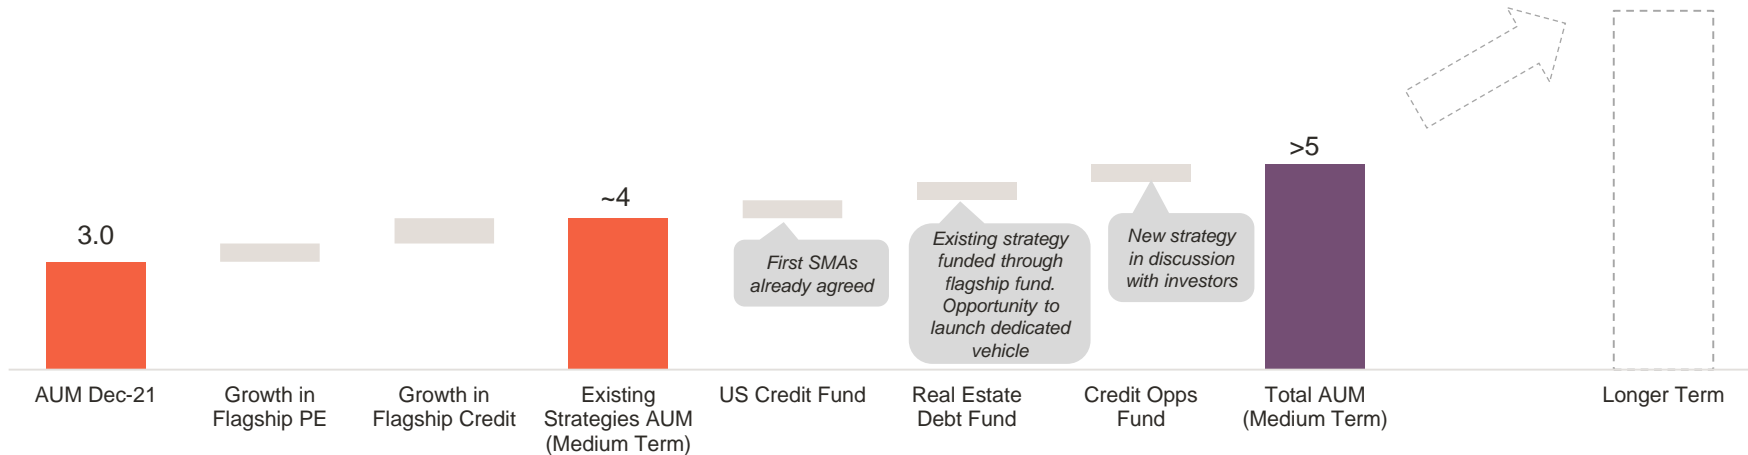 3.0
~4
>5
First SMAs
already agreed
Existing strategy
funded through
flagship fund.
Opportunity to
launch dedicated
vehicle
New strategy
in discussion
with investors
AUM Dec-21
Growth in
Flagship PE
Growth in
Flagship Credit
Existing
Strategies AUM
(Medium Term)
US Credit Fund
Real Estate
Debt Fund
Credit Opps
Fund
Total AUM
(Medium Term)
Longer Term